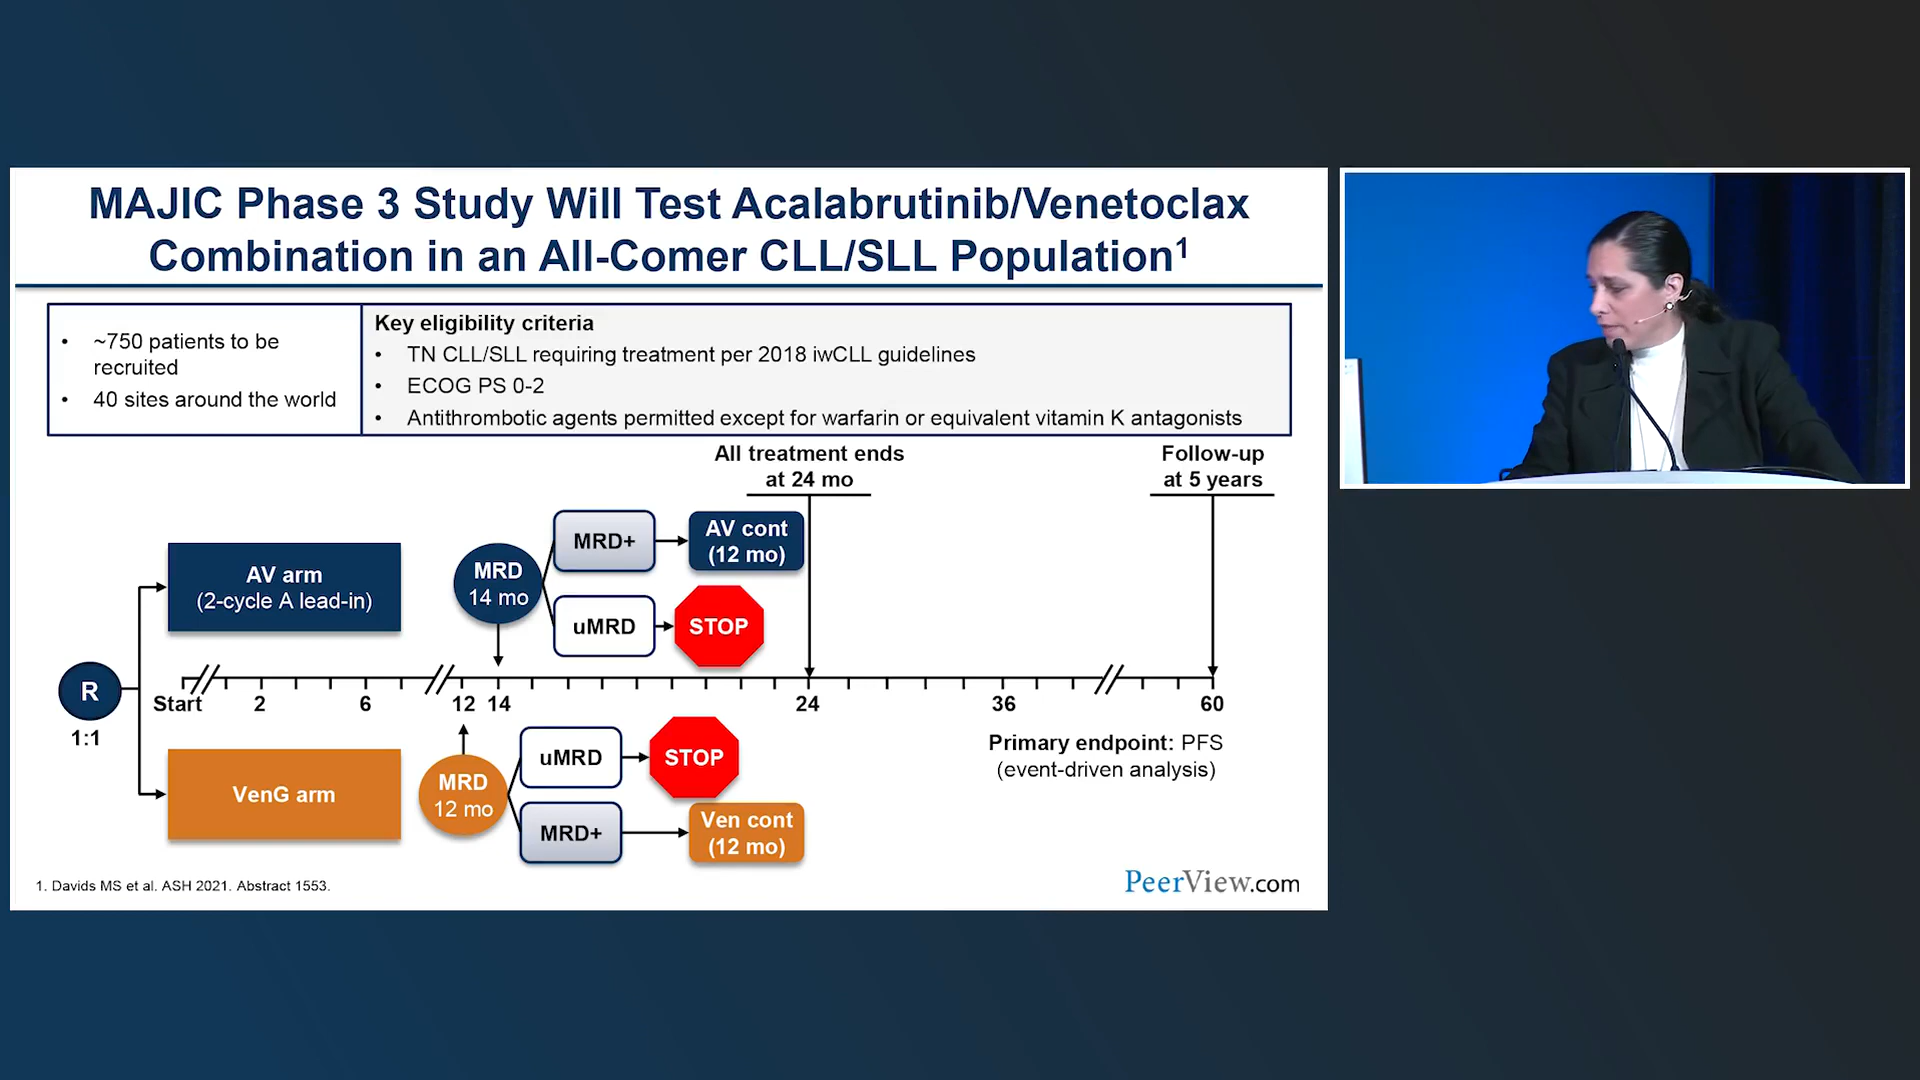 MAJIC Phase 3 Study Will Test Acalabrutinib/Venetoclax
Combination in an All-Comer CLL/SLL Population1
• ~750 patients to be
recruited
• 40 sites around the world
Key eligibility criteria
• TN CLL/SLL requiring treatment per 2018 iwCLL guidelines
• ECOG PS 0-2
• Antithrombotic agents permitted except for warfarin or equivalent vitamin K antagonists
All treatment ends
at 24 mo
Follow-up
at 5 years
AV arm
(2-cycle A lead-in)
MRD
14 mo
MRD+
AV cont
(12 mo)
uMRD
STOP
R
1:1
Start 2 6 12 14 24 36 60
VenG arm
MRD
12 mo
uMRD
STOP
MRD+
Ven cont
(12 mo)
Primary endpoint: PFS
(event-driven analysis)
1. Davids MS et al. ASH 2021. Abstract 1553.
PeerView.com